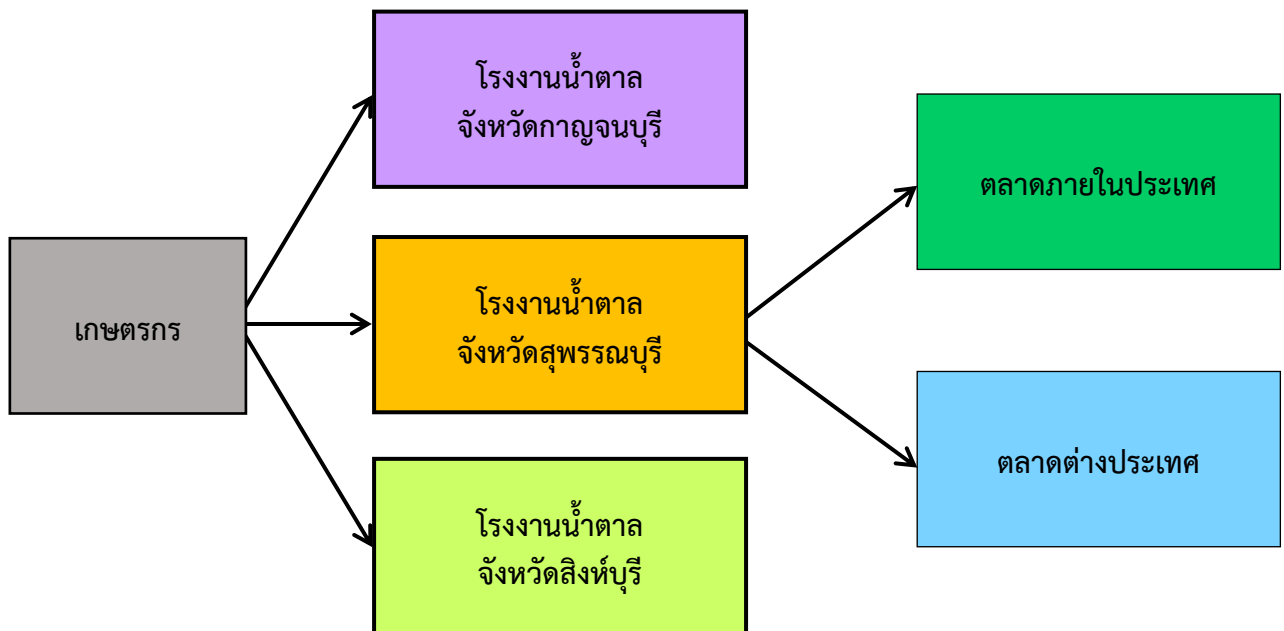 เกษตรกร
โรงงานน้ำตาล
จังหวัดกาญจนบุรี
โรงงานน้ำตาล
จังหวัดสุพรรณบุรี
โรงงานน้ำตาล
จังหวัดสิงห์บุรี
ตลาดภายในประเทศ
ตลาดต่างประเทศ